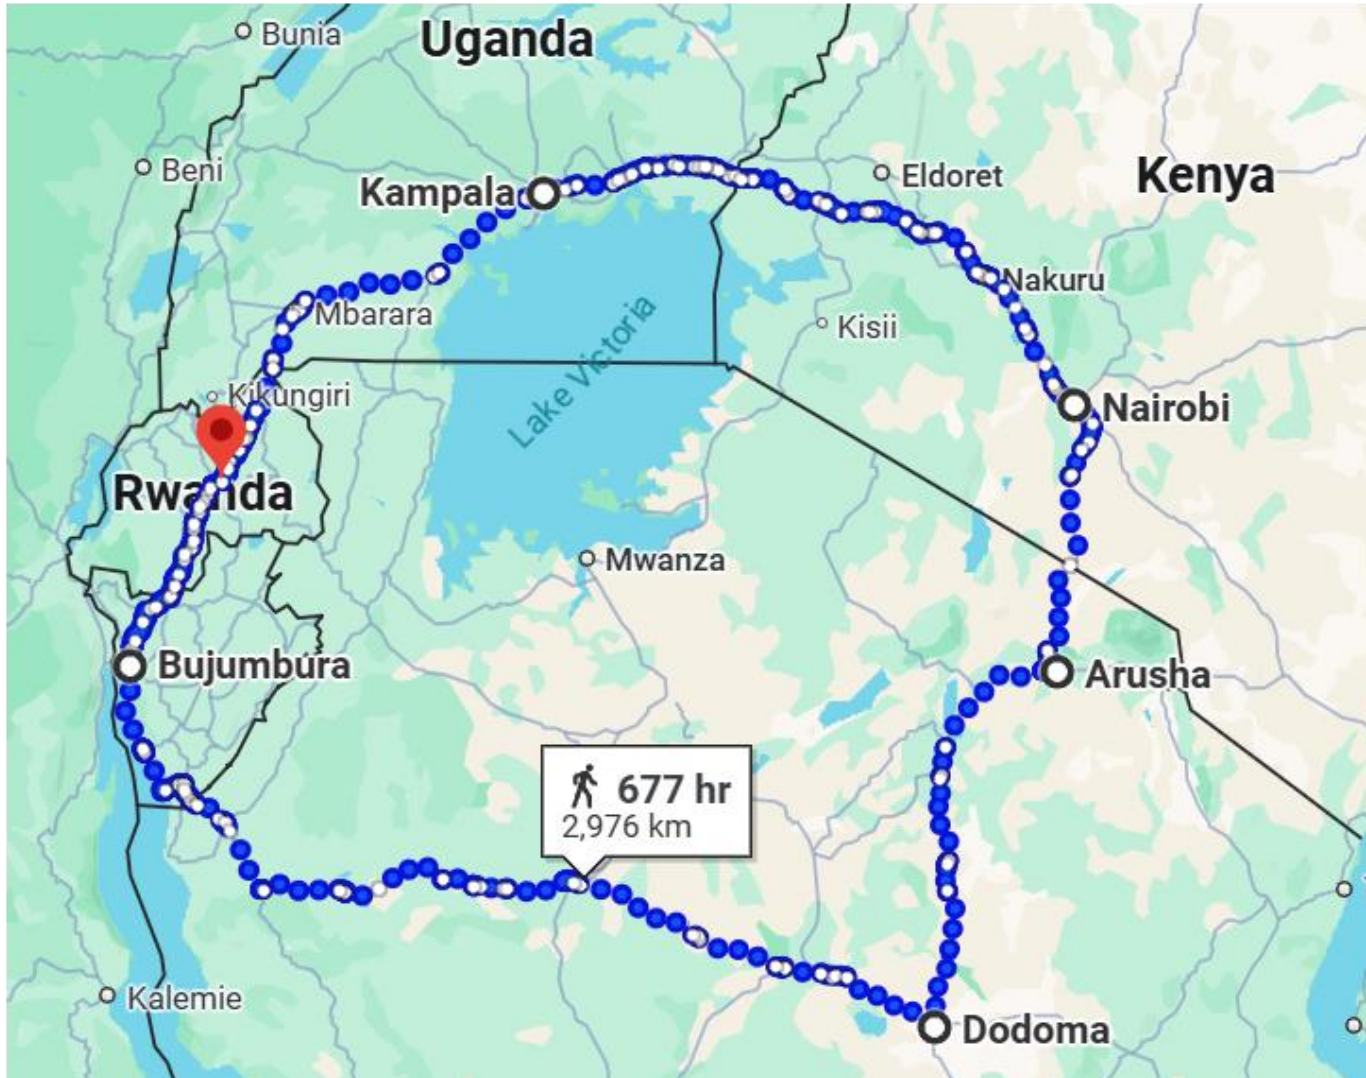 Bunia
Uganda
Beni
Eldoret
Kenya
Kampala
Nakuru
Mbarara
Lake Victoria
Kisii
Kikungiri
Nairobi
Rwanda
Mwanza
Bujumbura
Arusha
677 hr
2,976 km
Kalemie
Dodoma